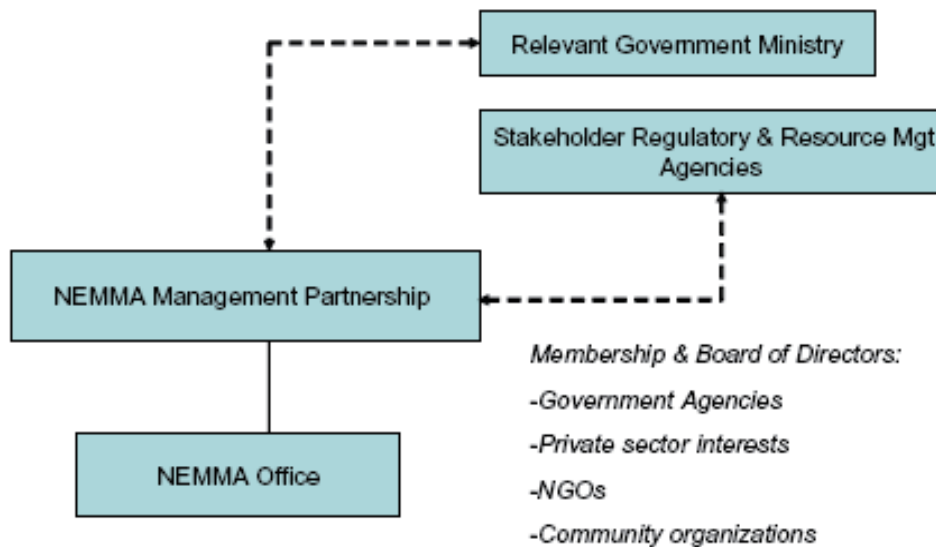 Relevant Government Ministry
Stakeholder Regulatory & Resource Mgt
Agencies
NEMMA Management Partnership
Membership & Board of Directors:
-Government Agencies
-Private sector interests
-NGOs
-Community organizations
NEMMA Office